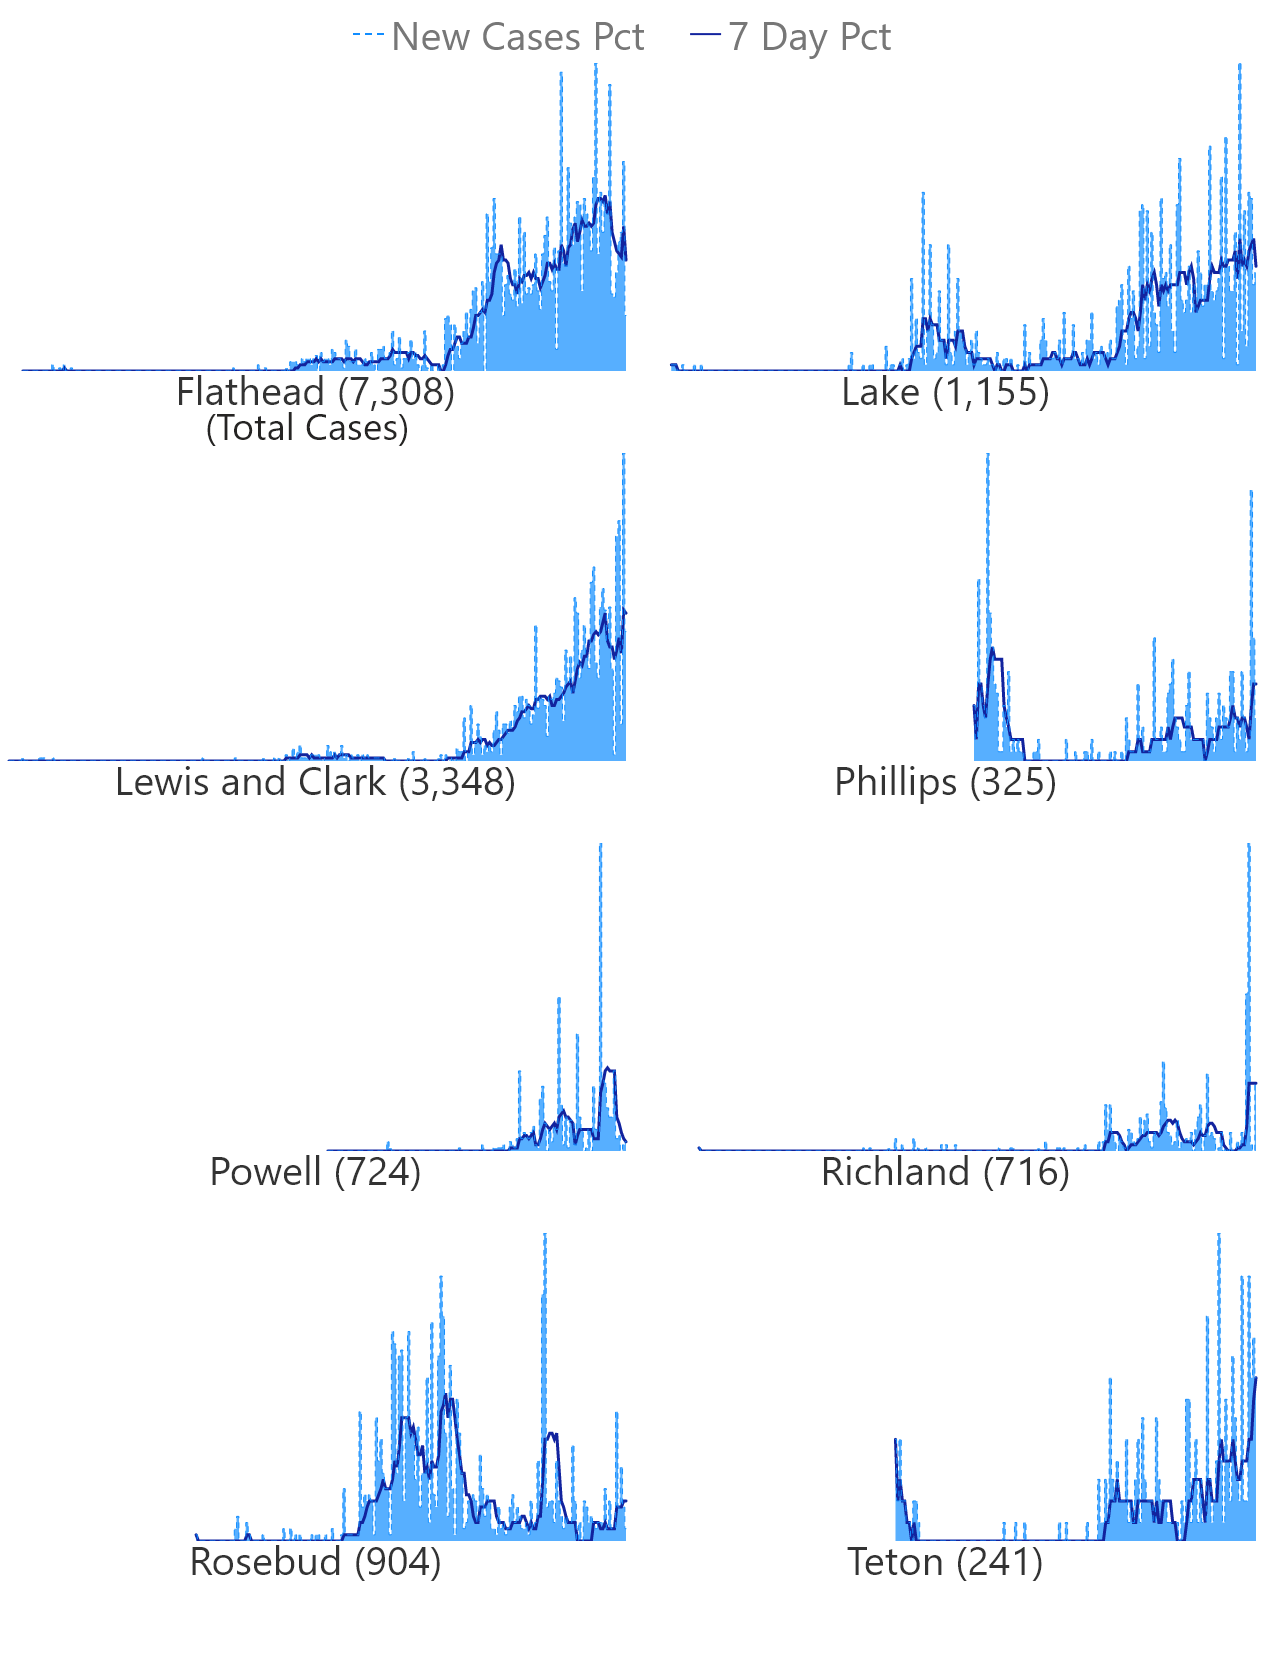 New Cases Pct 7 Day Pct
Flathead (7,308)
(Total Cases)
Lake (1,155)
Lewis and Clark (3,348)
Phillips (325)
Powell (724)
Richland (716)
Rosebud (904)
Teton (241)